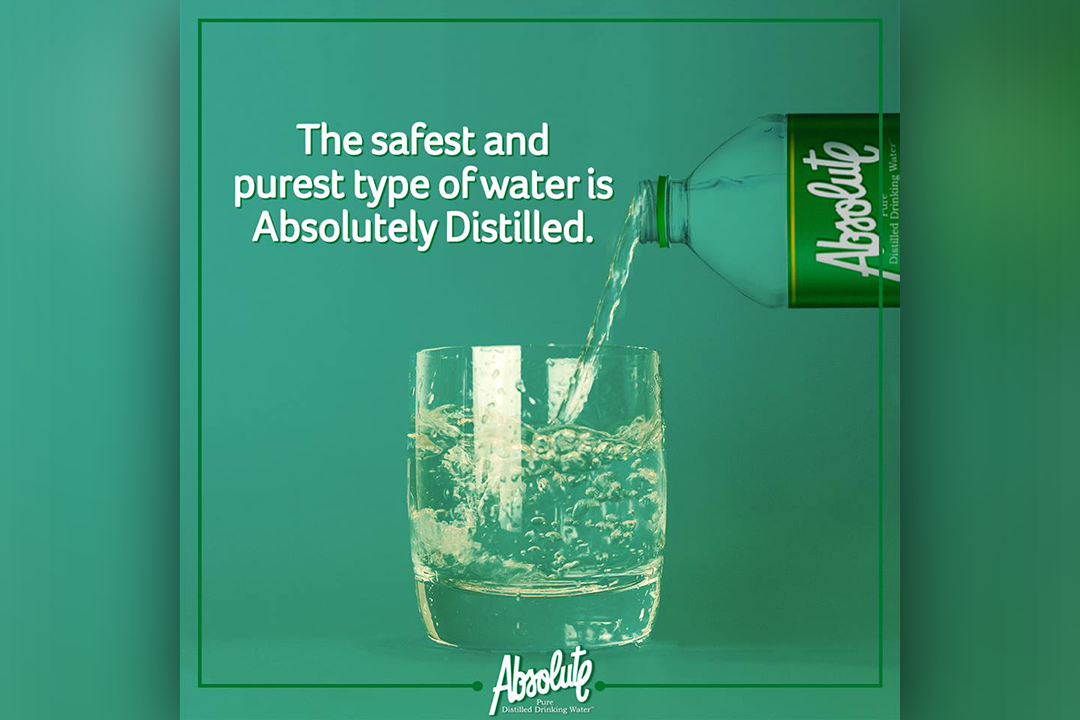 The safest and
purest type of water is
Absolutely Distilled.
Absolute
Pure
Distilled Drinking Water
Absolute
Pure
Distilled Drinking Water™